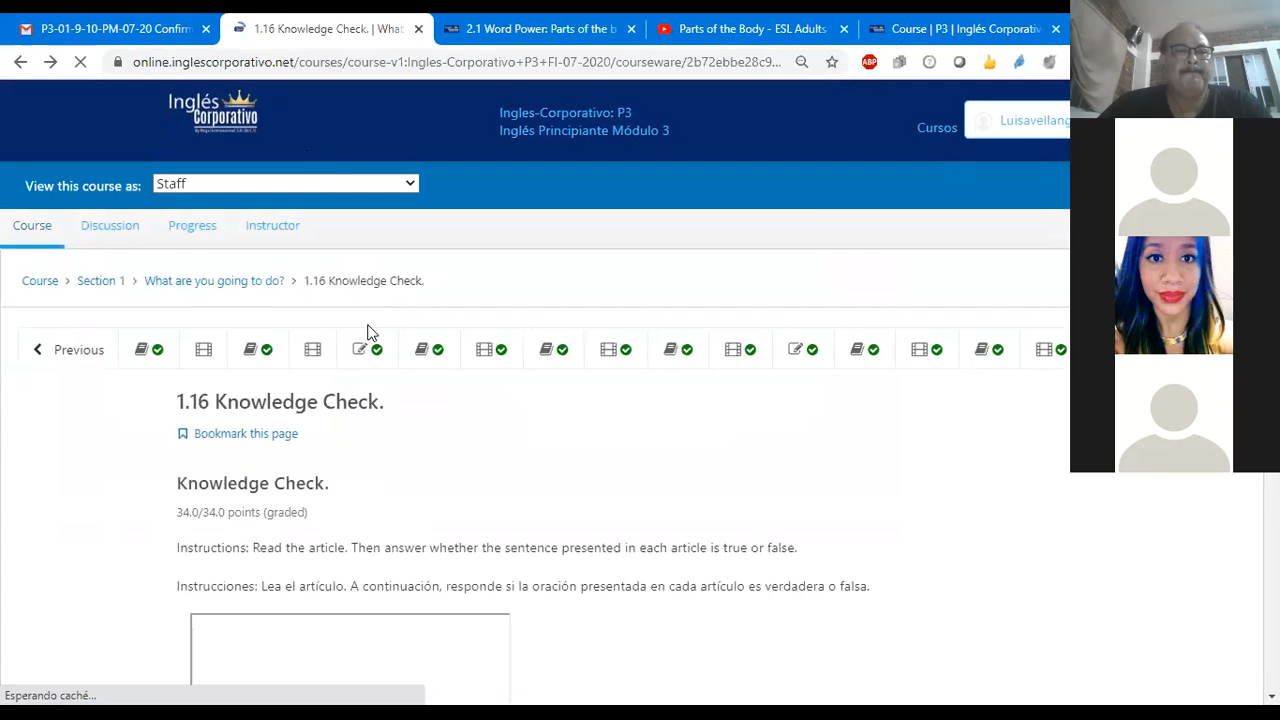 P3-01-9-10-PM-07-20 Confirm
1.16 Knowledge Check. | What
2.1 Word Power: Parts of the b
Parts of the Body - ESL Adults
Course | P3 | Inglés Corporativo
online.inglescorporativo.net/courses/course-v1:Ingles-Corporativo+P3+FI-07-2020/courseware/2b72ebbe28c9...
ABP
Inglés
Corporativo
Ingles-Corporativo: P3
Inglés Principiante Módulo 3
Cursos
Luisavellang
View this course as:
Staff
Course
Discussion
Progress
Instructor
Course > Section 1 > What are you going to do? > 1.16 Knowledge Check.
Previous
1.16 Knowledge Check.
Bookmark this page
Knowledge Check.
34.0/34.0 points (graded)
Instructions: Read the article. Then answer whether the sentence presented in each article is true or false.
Instrucciones: Lea el artículo. A continuación, responde si la oración presentada en cada artículo es verdadera o falsa.
Esperando caché...